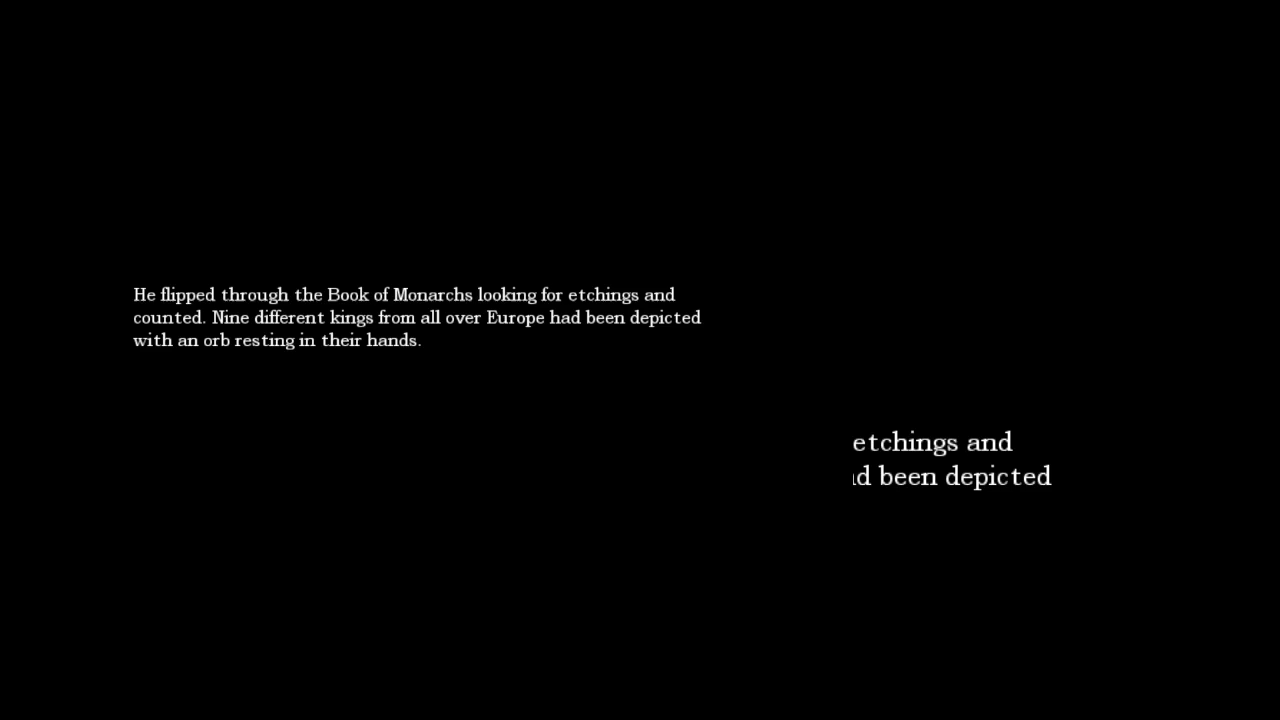 He flipped through the Book of Monarchs looking for etchings and
counted. Nine different kings from all over Europe had been depicted
with an orb resting in their hands.
etchings and
d been depicted